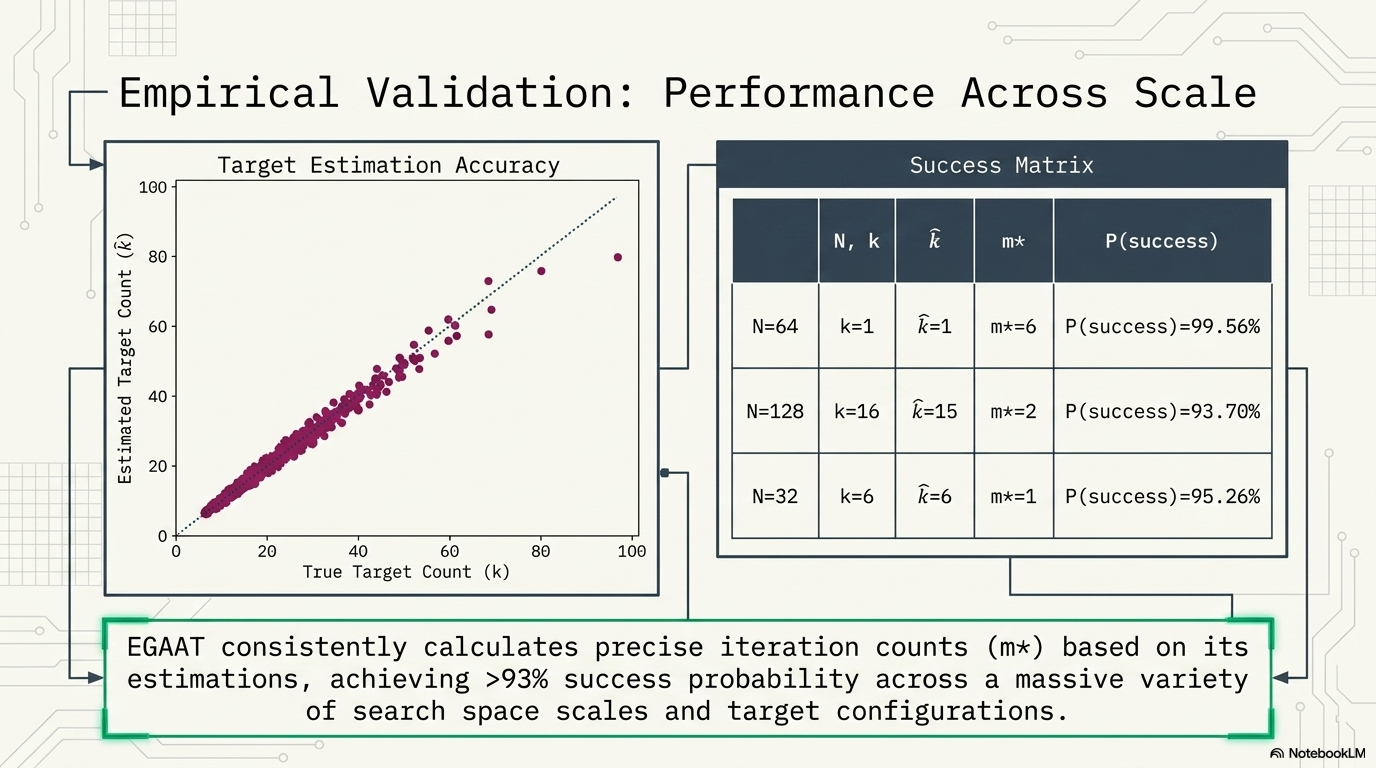 Empirical Validation: Performance Across Scale
Target Estimation Accuracy
100
80
60
40
20
0
Estimated Target Count (k̂)
0 20 40 60 80 100
True Target Count (k)
Success Matrix
N, k k̂ m* P(success)
N=64 k=1 k̂=1 m*=6 P(success)=99.56%
N=128 k=16 k̂=15 m*=2 P(success)=93.70%
N=32 k=6 k̂=6 m*=1 P(success)=95.26%
EGAAT consistently calculates precise iteration counts (m*) based on its
estimations, achieving >93% success probability across a massive variety
of search space scales and target configurations.
NotebookLM